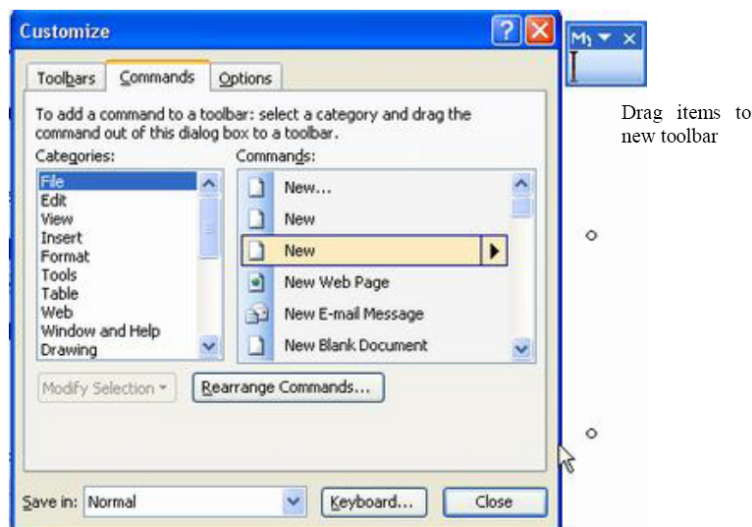 Customize
My
Toolbars Commands Options
Drag items to
new toolbar
To add a command to a toolbar: select a category and drag the
command out of this dialog box to a toolbar.
Categories:
Commands:
File
Edit
View
Insert
Format
Tools
Table
Web
Window and Help
Drawing
New...
New
New
New Web Page
New E-mail Message
New Blank Document
Modify Selection
Rearrange Commands...
Save in: Normal
Keyboard...
Close